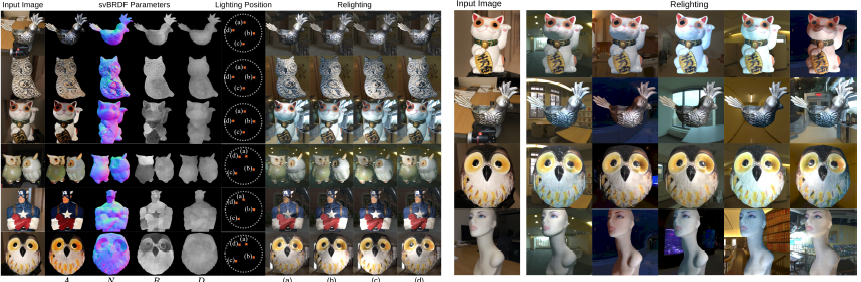 Input Image svBRDF Parameters Lighting Position Relighting
(a) (d) (b) (c)
(a) (d) (b) (c)
(a) (d) (b) (c)
(a) (d) (b) (c)
(a) (d) (b) (c)
(a) (d) (b) (c)
A N R D (a) (b) (c) (d)
Input Image Relighting